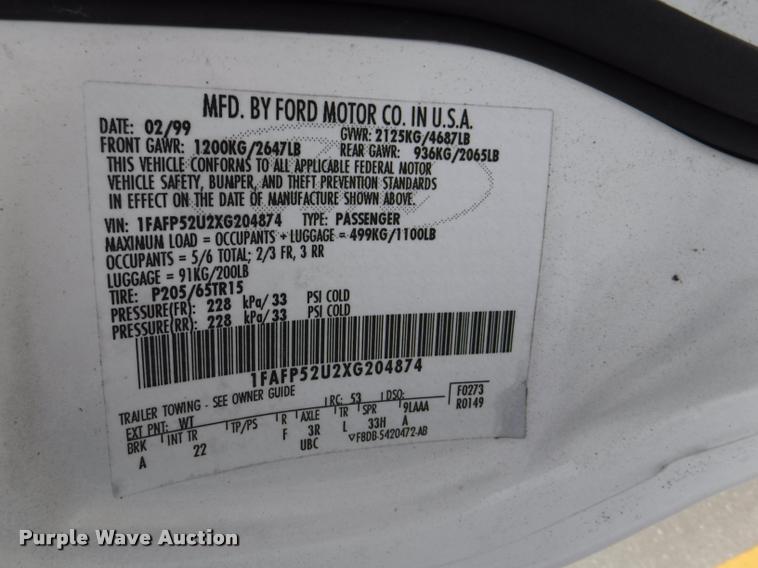 MFD. BY FORD MOTOR CO. IN U.S.A.
DATE: 02/99 GVWR: 2125KG/4687LB
FRONT GAWR: 1200KG/2647LB REAR GAWR: 936KG/2065LB
THIS VEHICLE CONFORMS TO ALL APPLICABLE FEDERAL MOTOR
VEHICLE SAFETY, BUMPER, AND THEFT PREVENTION STANDARDS
IN EFFECT ON THE DATE OF MANUFACTURE SHOWN ABOVE.
VIN: 1FAFP52U2XG204874 TYPE: PASSENGER
MAXIMUM LOAD = OCCUPANTS + LUGGAGE = 499KG/1100LB
OCCUPANTS = 5/6 TOTAL; 2/3 FR, 3 RR
LUGGAGE = 91KG/200LB
TIRE: P205/65TR15
PRESSURE(FR): 228 kPa/33 PSI COLD
PRESSURE(RR): 228 kPa/33 PSI COLD
1FAFP52U2XG204874
TRAILER TOWING - SEE OWNER GUIDE
EXT PNT: WT RC: 53 DSO: F0273
BRK INT TR TP/PS R AXLE TR SPR 9LAAA R0149
A 22 F 3R L 33H A
UBC ▽F8DB-5420472-AB
Purple Wave Auction